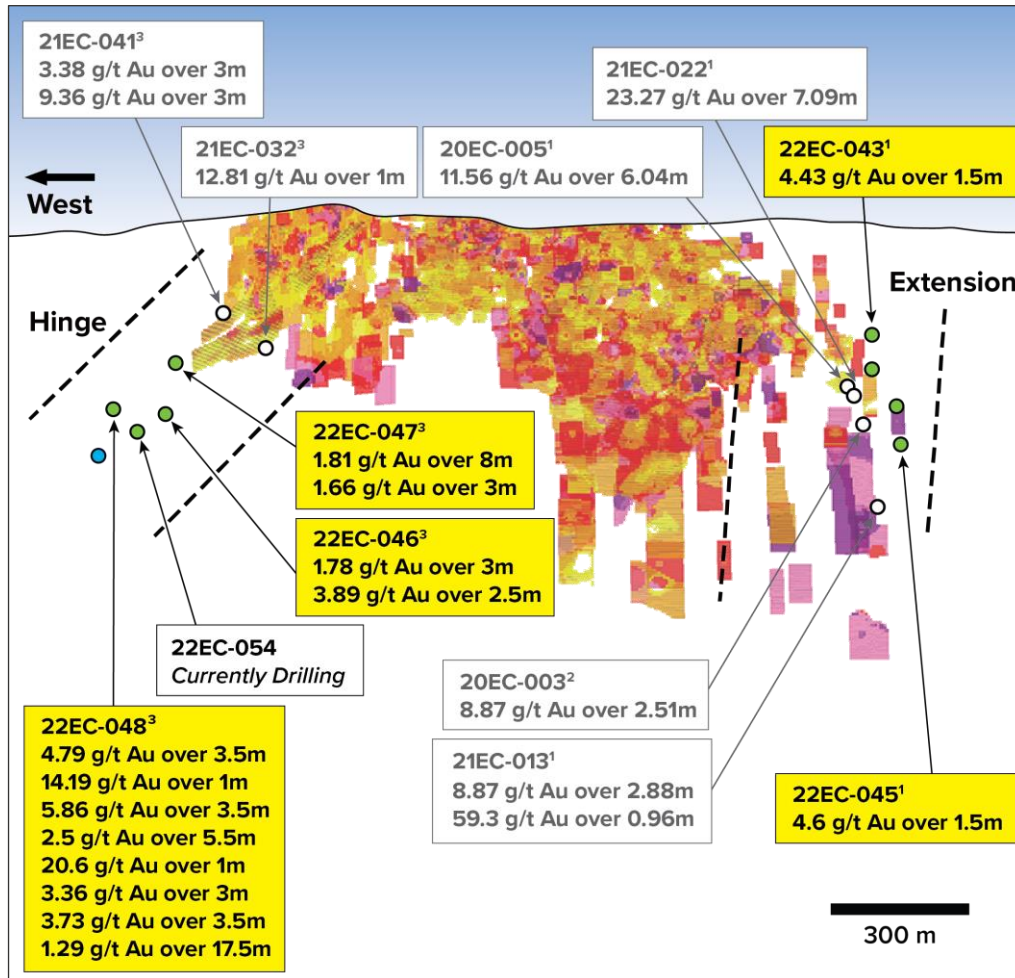 21EC-041³
3.38 g/t Au over 3m
9.36 g/t Au over 3m
21EC-022¹
23.27 g/t Au over 7.09m
21EC-032³
12.81 g/t Au over 1m
20EC-005¹
11.56 g/t Au over 6.04m
22EC-043¹
4.43 g/t Au over 1.5m
West
Hinge
Extension
22EC-047³
1.81 g/t Au over 8m
1.66 g/t Au over 3m
22EC-046³
1.78 g/t Au over 3m
3.89 g/t Au over 2.5m
22EC-054
Currently Drilling
20EC-003²
8.87 g/t Au over 2.51m
22EC-048³
4.79 g/t Au over 3.5m
14.19 g/t Au over 1m
5.86 g/t Au over 3.5m
2.5 g/t Au over 5.5m
20.6 g/t Au over 1m
3.36 g/t Au over 3m
3.73 g/t Au over 3.5m
1.29 g/t Au over 17.5m
21EC-013¹
8.87 g/t Au over 2.88m
59.3 g/t Au over 0.96m
22EC-045¹
4.6 g/t Au over 1.5m
300 m